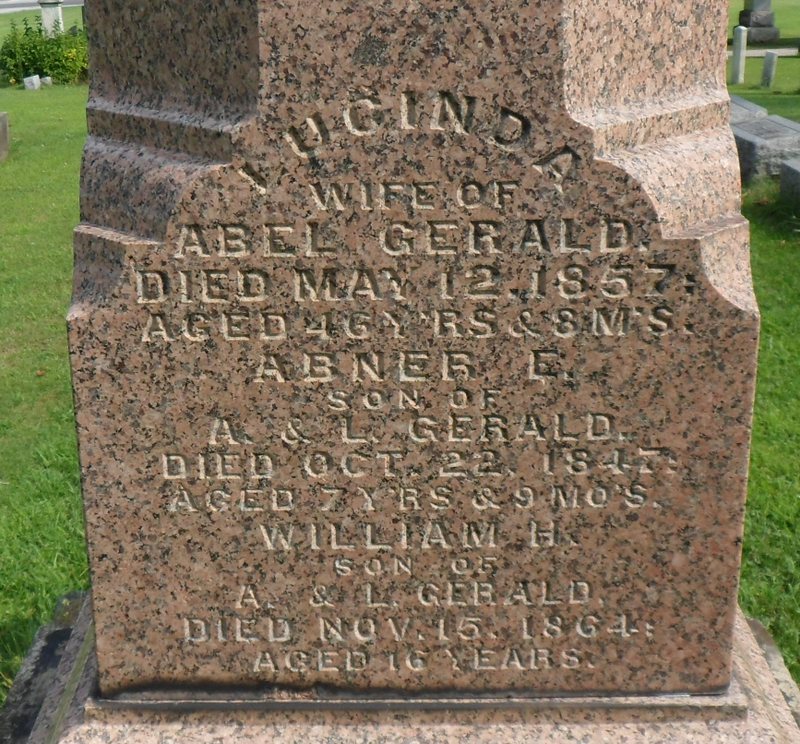 LUCINDA
WIFE OF
ABEL GERALD.
DIED MAY 12, 1857:
AGED 46 Y'RS & 8 M'S.
ABNER E.
SON OF
A. & L. GERALD.
DIED OCT. 22, 1847:
AGED 7 Y'RS & 9 MO'S.
WILLIAM H.
SON OF
A. & L. GERALD.
DIED NOV. 15, 1864:
AGED 16 YEARS.